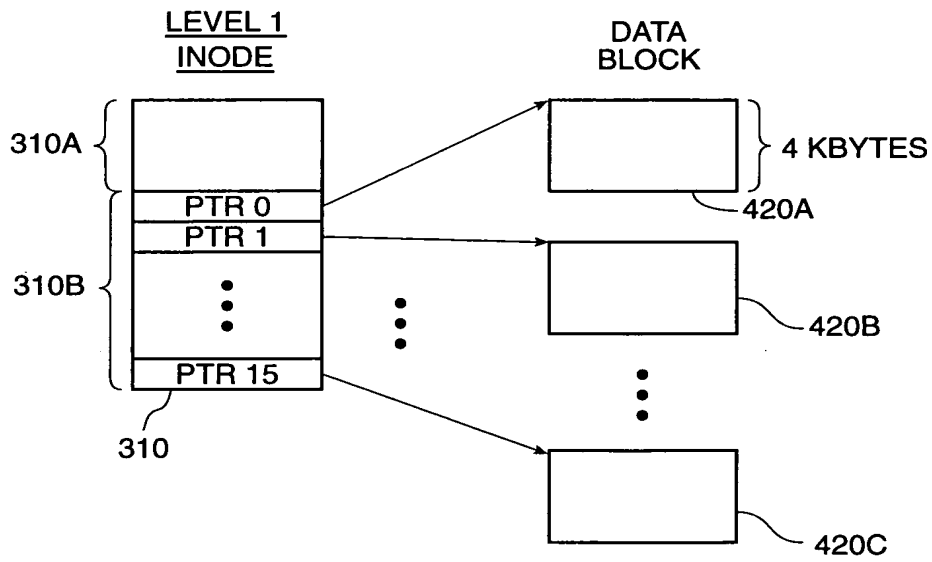 LEVEL 1
INODE
DATA
BLOCK
310A
4 KBYTES
PTR 0
420A
PTR 1
310B
420B
PTR 15
310
420C